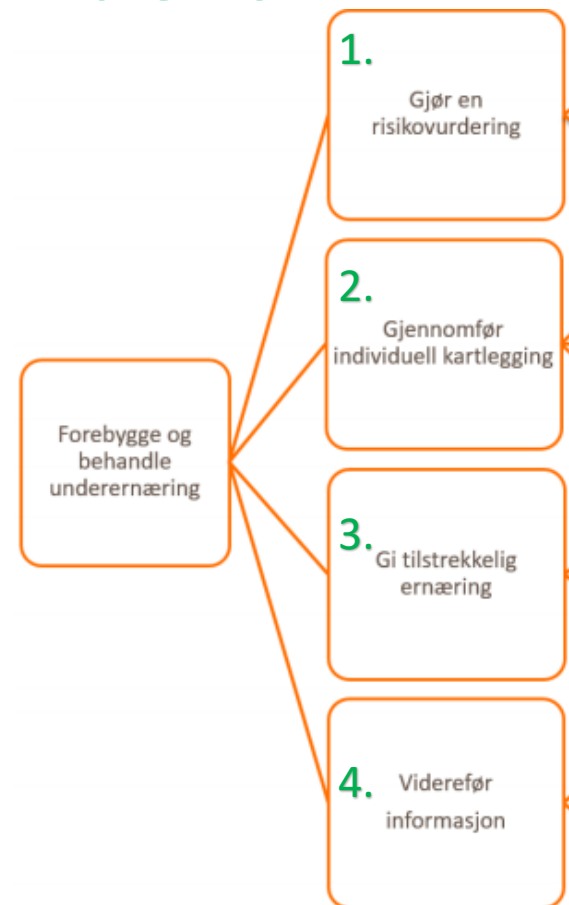 Forebygge og
behandle
underernæring
1.
Gjør en
risikovurdering
2.
Gjennomfør
individuell kartlegging
3.
Gi tilstrekkelig
ernæring
4.
Viderefør
informasjon